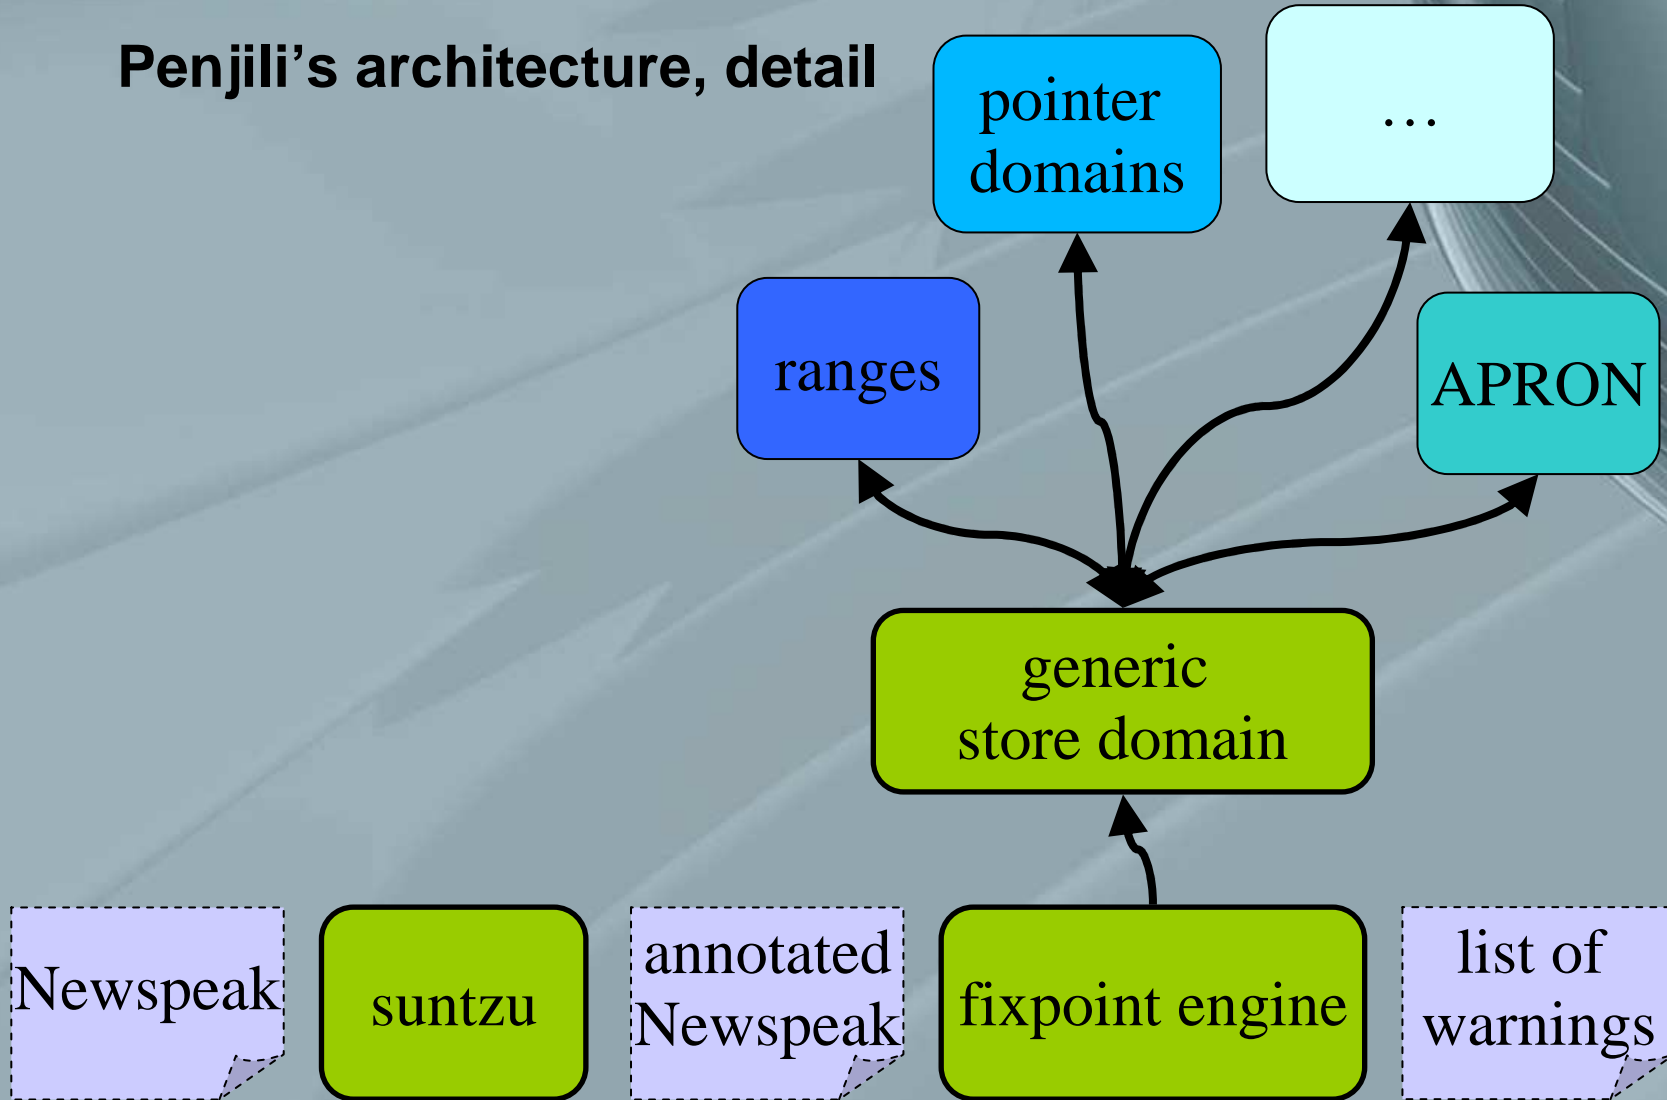 Penjili’s architecture, detail
pointer
domains
…
ranges
APRON
generic
store domain
Newspeak
suntzu
annotated
Newspeak
fixpoint engine
list of
warnings